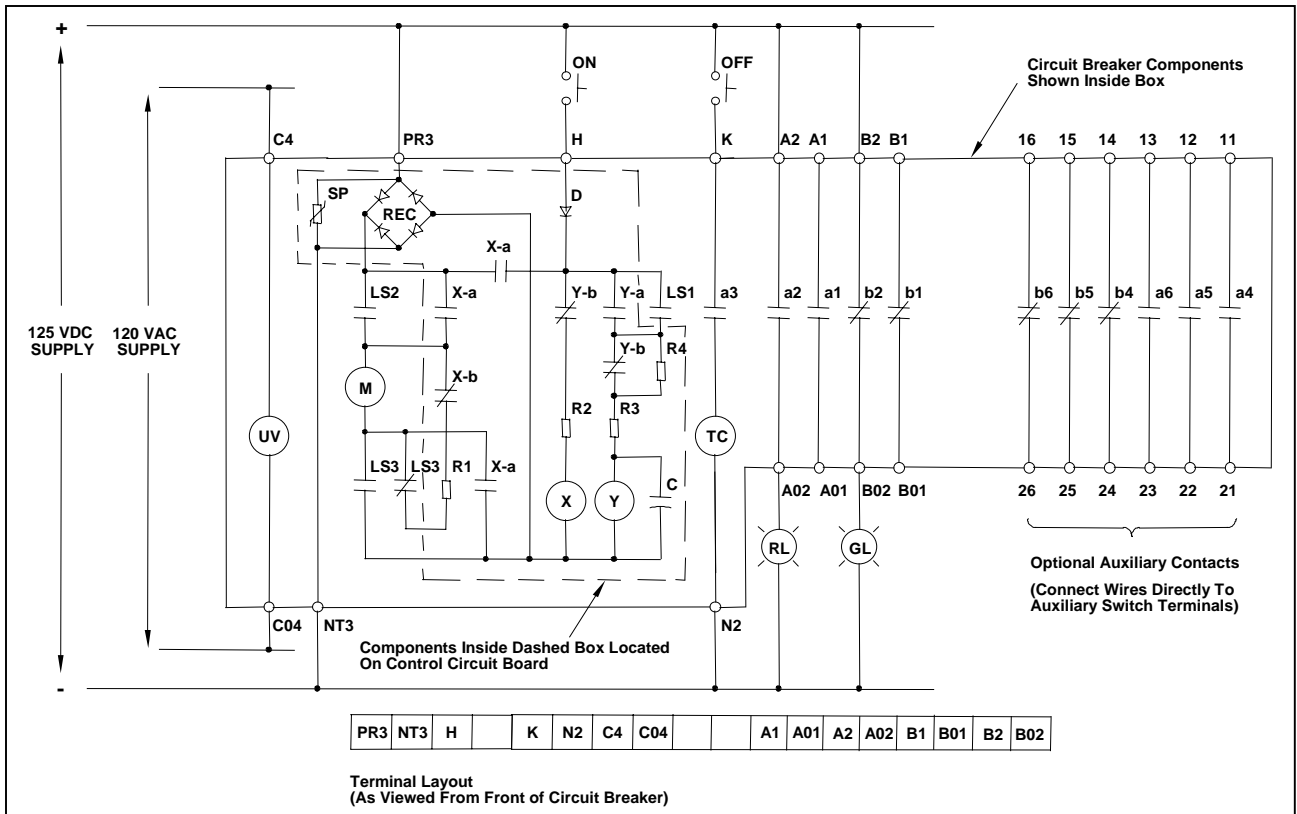 +
ON
OFF
Circuit Breaker Components
Shown Inside Box
C4
PR3
H
K
A2
A1
B2
B1
16
15
14
13
12
11
SP
REC
D
X-a
LS2
X-a
Y-b
Y-a
LS1
a3
a2
a1
b2
b1
b6
b5
b4
a6
a5
a4
125 VDC
SUPPLY
120 VAC
SUPPLY
Y-b
R4
M
X-b
R2
R3
UV
TC
LS3
LS3
R1
X-a
X
Y
C
A02
A01
B02
B01
26
25
24
23
22
21
RL
GL
Optional Auxiliary Contacts
(Connect Wires Directly To
Auxiliary Switch Terminals)
C04
NT3
N2
Components Inside Dashed Box Located
On Control Circuit Board
-
PR3 NT3 H K N2 C4 C04 A1 A01 A2 A02 B1 B01 B2 B02
Terminal Layout
(As Viewed From Front of Circuit Breaker)